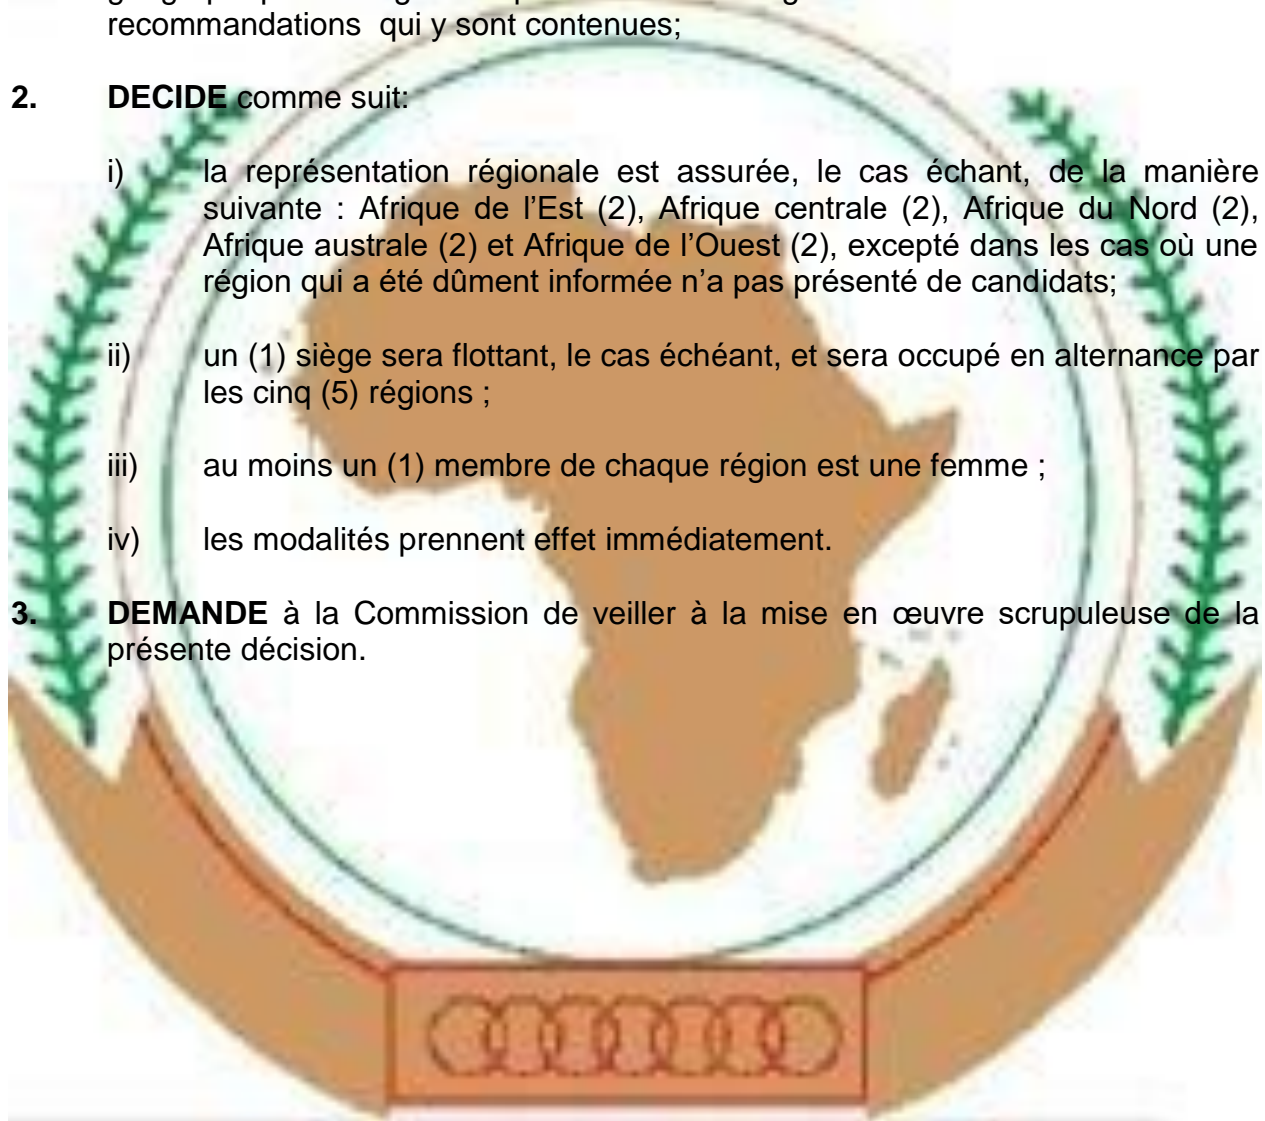 recommandations qui y sont contenues;
2. DECIDE comme suit:
i) la représentation régionale est assurée, le cas échant, de la manière
suivante : Afrique de l’Est (2), Afrique centrale (2), Afrique du Nord (2),
Afrique australe (2) et Afrique de l’Ouest (2), excepté dans les cas où une
région qui a été dûment informée n’a pas présenté de candidats;
ii) un (1) siège sera flottant, le cas échéant, et sera occupé en alternance par
les cinq (5) régions ;
iii) au moins un (1) membre de chaque région est une femme ;
iv) les modalités prennent effet immédiatement.
3. DEMANDE à la Commission de veiller à la mise en œuvre scrupuleuse de la
présente décision.